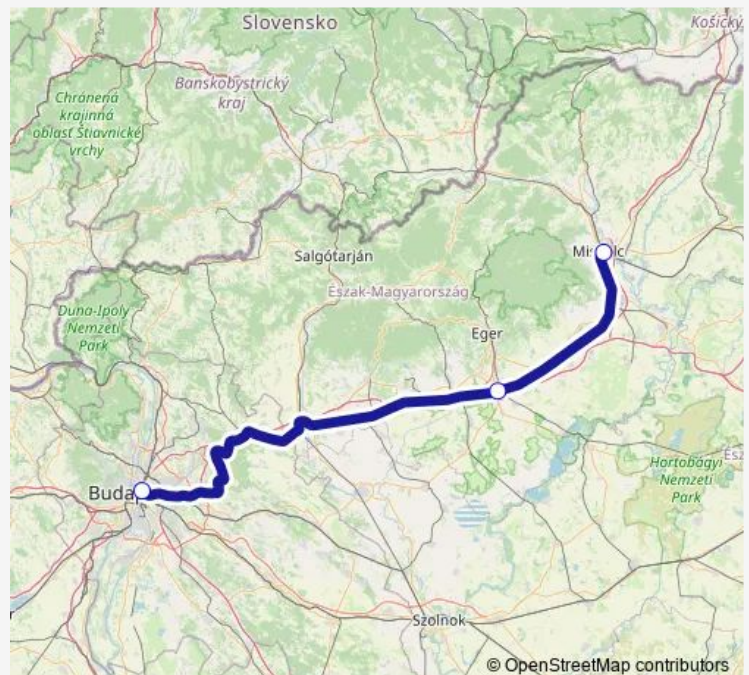 Slovensko
Košický
Banskobystrický
kraj
Chránená
krajinná
oblasť Štiavnické
vrchy
Salgótarján
Észak-Magyarország
Duna-Ipoly
Nemzeti
Park
Eger
Hortobágyi
Nemzeti
Park
Ész
Szolnok
© OpenStreetMap contributors